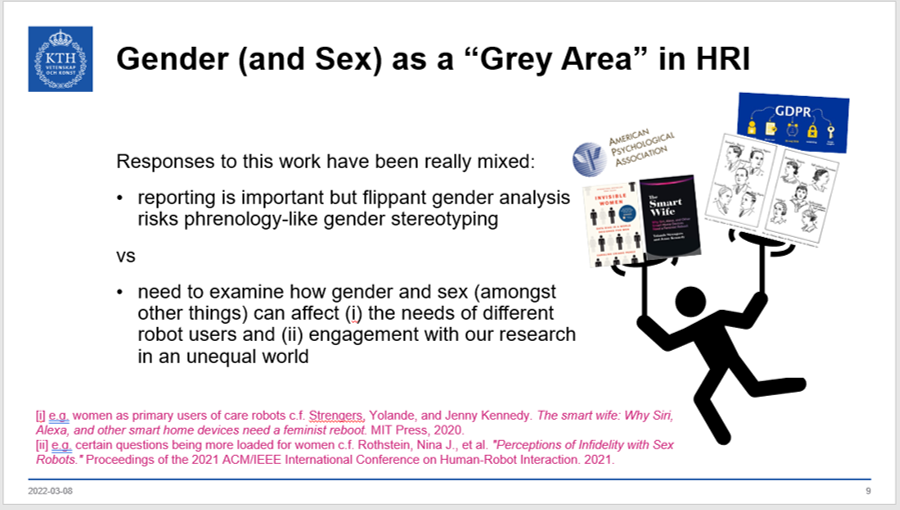 KTH
VETENSKAP
OCH KONST
Gender (and Sex) as a “Grey Area” in HRI
Responses to this work have been really mixed:
• reporting is important but flippant gender analysis
risks phrenology-like gender stereotyping
vs
• need to examine how gender and sex (amongst
other things) can affect (i) the needs of different
robot users and (ii) engagement with our research
in an unequal world
AMERICAN
PSYCHOLOGICAL
ASSOCIATION
GDPR
INVISIBLE
WOMEN
The
Smart
Wife
[i] e.g. women as primary users of care robots c.f. Strengers, Yolande, and Jenny Kennedy. The smart wife: Why Siri,
Alexa, and other smart home devices need a feminist reboot. MIT Press, 2020.
[ii] e.g. certain questions being more loaded for women c.f. Rothstein, Nina J., et al. "Perceptions of Infidelity with Sex
Robots." Proceedings of the 2021 ACM/IEEE International Conference on Human-Robot Interaction. 2021.
2022-03-08
9